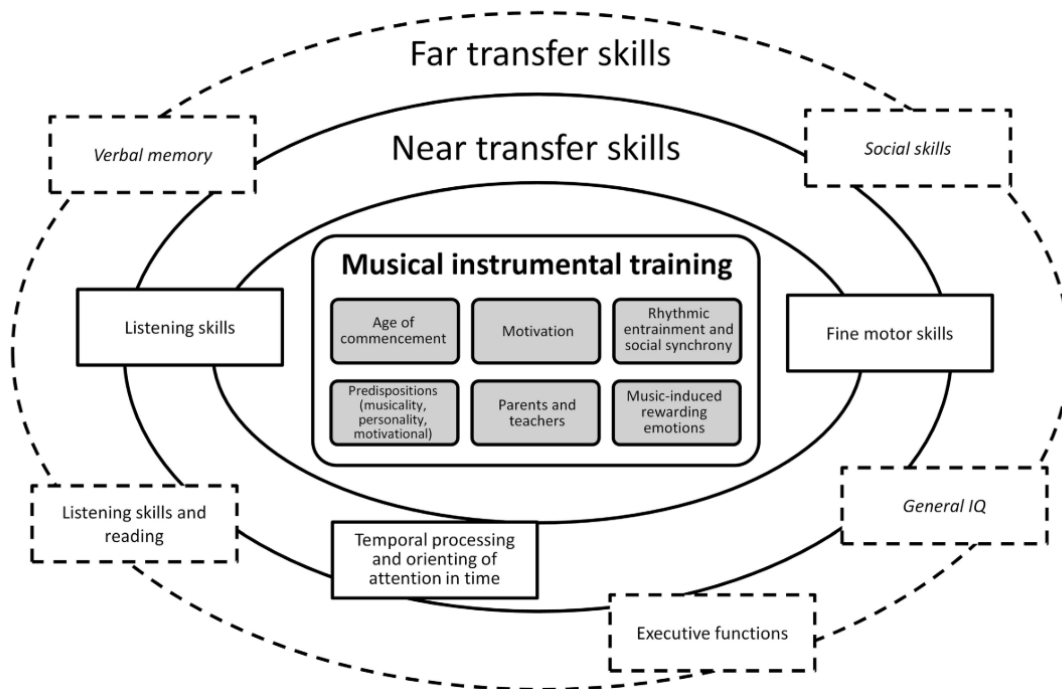 Far transfer skills
Verbal memory
Social skills
Near transfer skills
Musical instrumental training
Age of
commencement
Motivation
Rhythmic
entrainment and
social synchrony
Predispositions
(musicality,
personality,
motivational)
Parents and
teachers
Music-induced
rewarding
emotions
Listening skills
Fine motor skills
Listening skills and
reading
Temporal processing
and orienting of
attention in time
General IQ
Executive functions